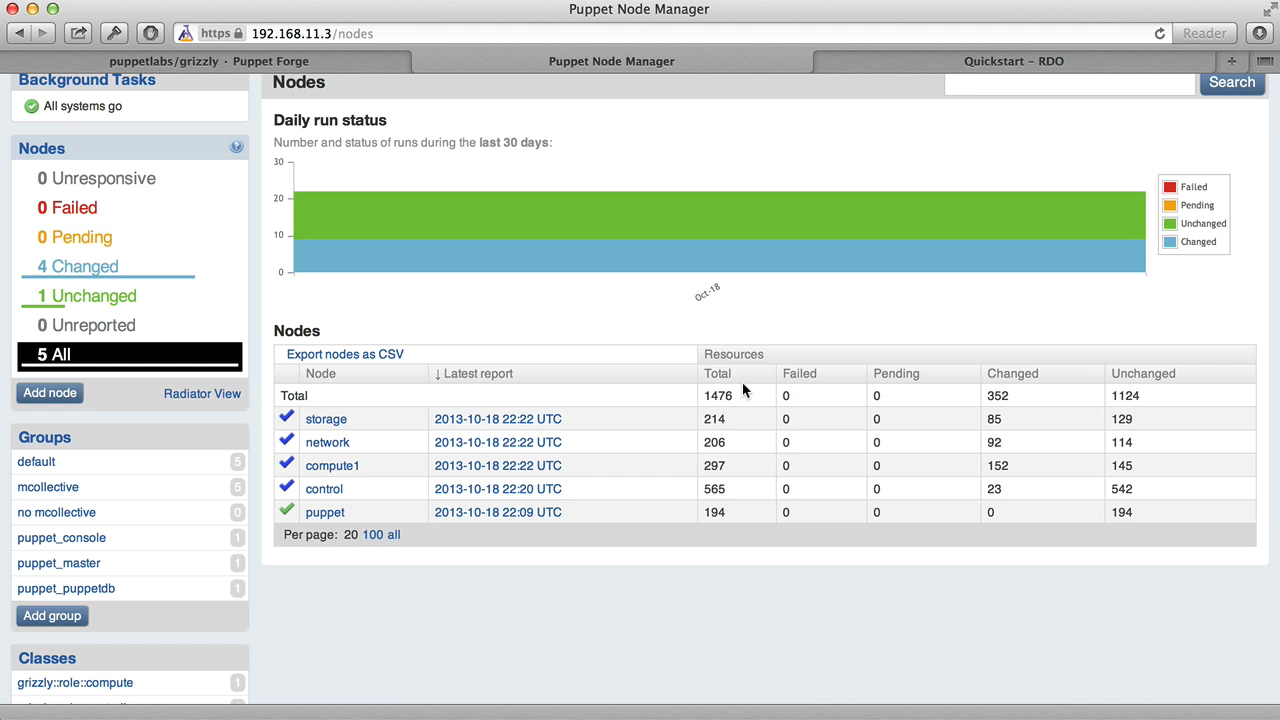 Puppet Node Manager
https 192.168.11.3/nodes
Reader
puppetlabs/grizzly · Puppet Forge
Puppet Node Manager
Quickstart – RDO
Background Tasks
All systems go
Nodes
0 Unresponsive
0 Failed
0 Pending
4 Changed
1 Unchanged
0 Unreported
5 All
Add node
Radiator View
Groups
default 5
mcollective 5
no mcollective 0
puppet_console 1
puppet_master 1
puppet_puppetdb 1
Add group
Classes
grizzly::role::compute 1
Nodes
Search
Daily run status
Number and status of runs during the last 30 days:
30
20
10
0
Oct-18
Failed
Pending
Unchanged
Changed
Nodes
Export nodes as CSV Resources
Node ↓ Latest report Total Failed Pending Changed Unchanged
Total 1476 0 0 352 1124
storage 2013-10-18 22:22 UTC 214 0 0 85 129
network 2013-10-18 22:22 UTC 206 0 0 92 114
compute1 2013-10-18 22:22 UTC 297 0 0 152 145
control 2013-10-18 22:20 UTC 565 0 0 23 542
puppet 2013-10-18 22:09 UTC 194 0 0 0 194
Per page: 20 100 all